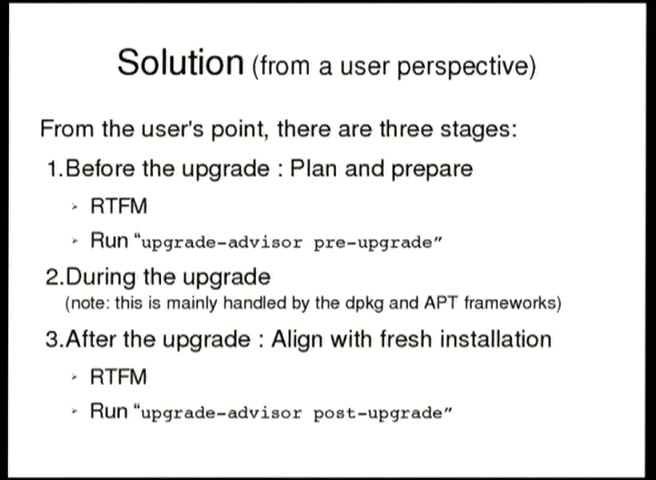 Solution (from a user perspective)
From the user's point, there are three stages:
1.Before the upgrade : Plan and prepare
➢ RTFM
➢ Run “upgrade-advisor pre-upgrade”
2.During the upgrade
(note: this is mainly handled by the dpkg and APT frameworks)
3.After the upgrade : Align with fresh installation
➢ RTFM
➢ Run “upgrade-advisor post-upgrade”